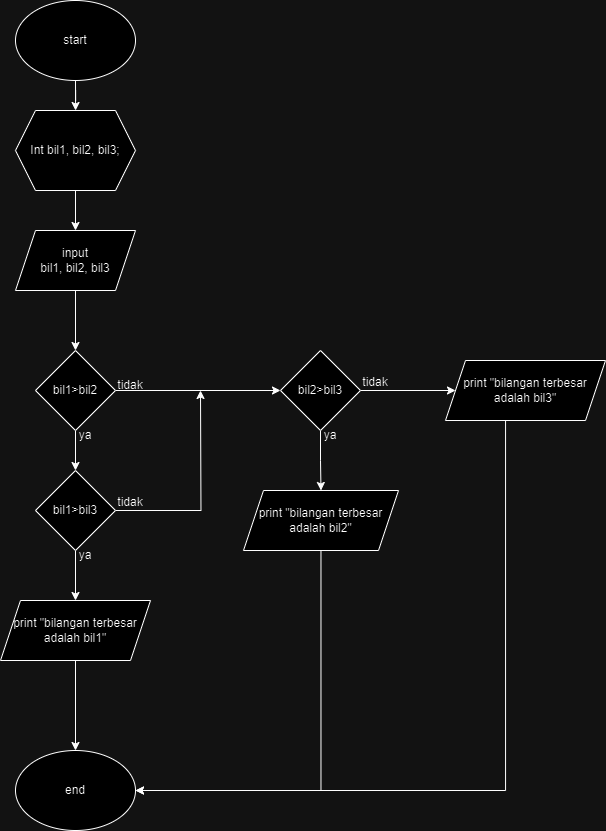 start
Int bil1, bil2, bil3;
input
bil1, bil2, bil3
bil1>bil2
tidak
bil2>bil3
tidak
print "bilangan terbesar
adalah bil3"
ya
ya
bil1>bil3
tidak
print "bilangan terbesar
adalah bil2"
ya
print "bilangan terbesar
adalah bil1"
end